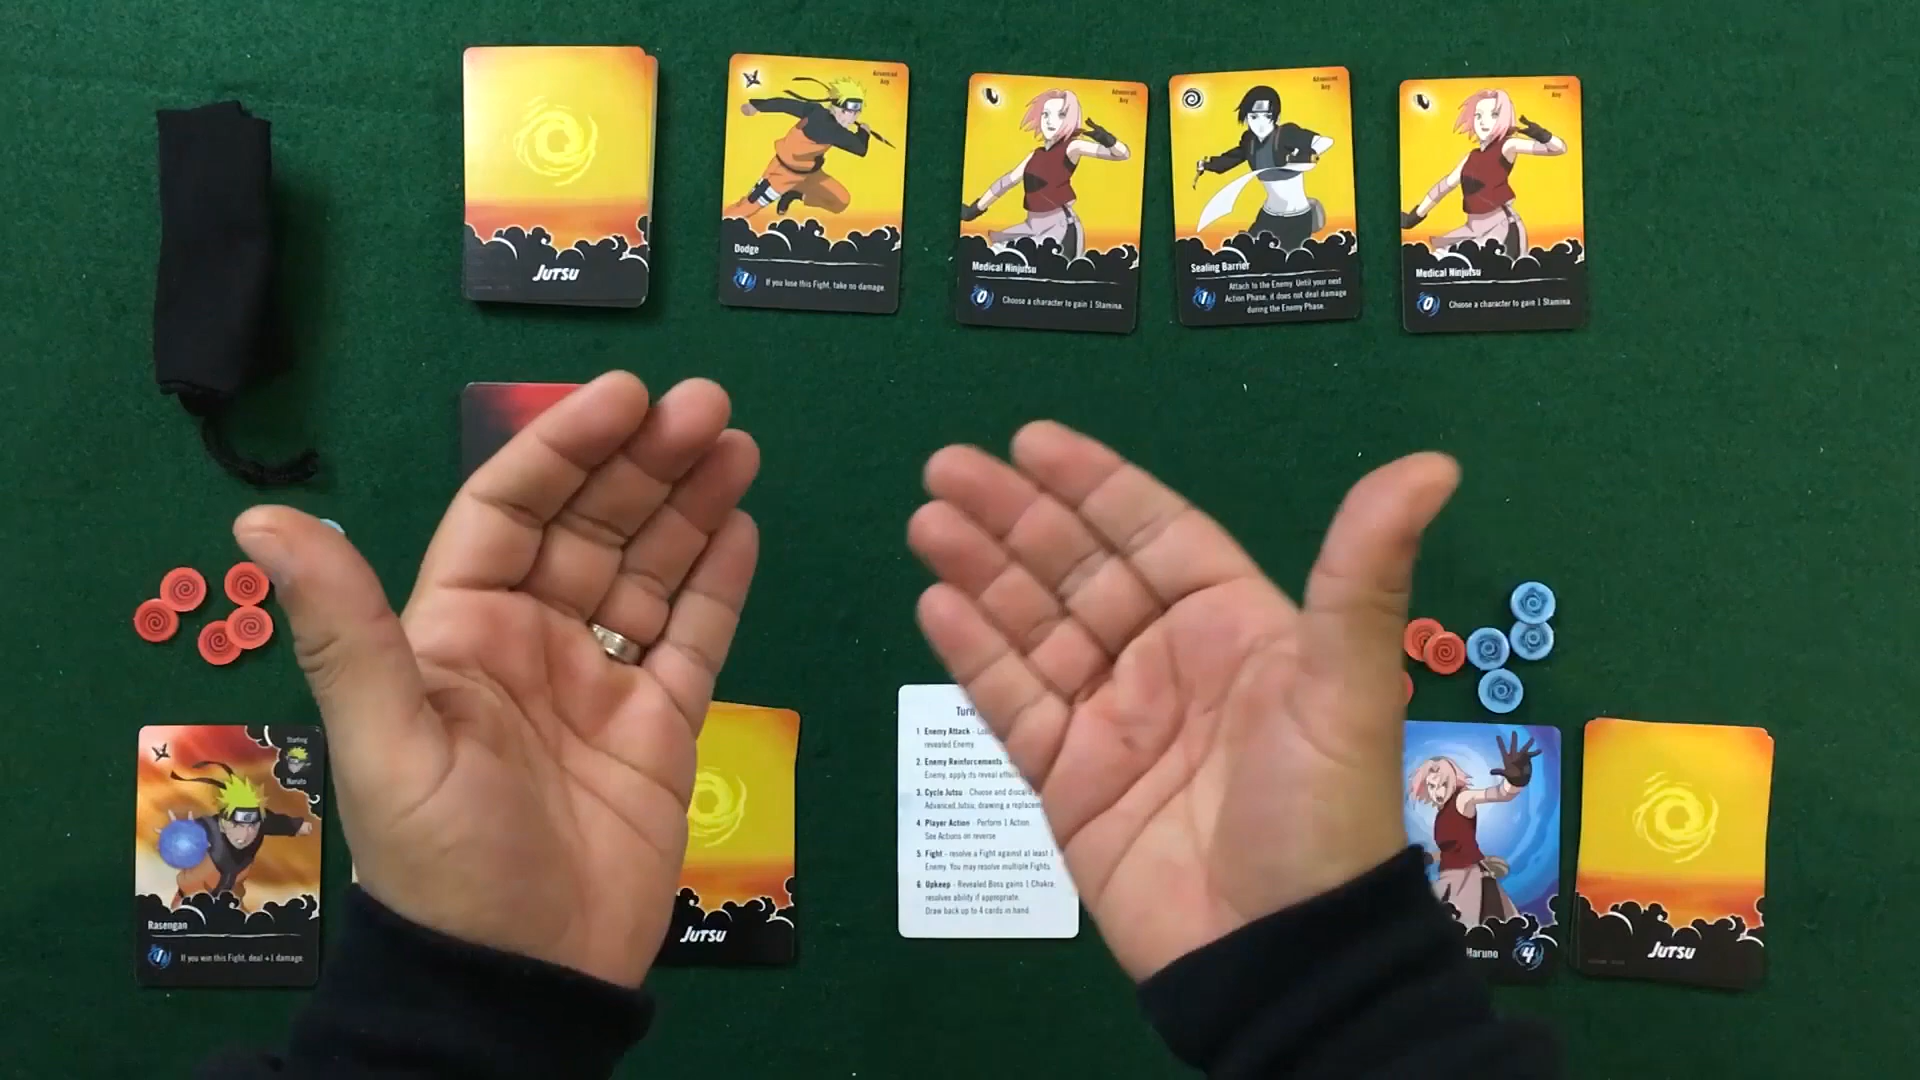 JUTSU
Advanced
Any
Dodge
1
If you lose this Fight, take no damage
Advanced
Any
Medical Ninjutsu
0
Choose a character to gain 1 Stamina.
Advanced
Any
Sealing Barrier
1
Attach to the Enemy. Until your next
Action Phase, it does not deal damage
during the Enemy Phase.
Advanced
Any
Medical Ninjutsu
0
Choose a character to gain 1 Stamina.
Starting
Naruto
Rasengan
1
If you win this Fight, deal +1 damage
JUTSU
Turn
1. Enemy Attack -
revealed Enemy.
2. Enemy Reinforcements -
Enemy, apply its reveal
3. Cycle Jutsu - Choose and discard
Advanced Jutsu, drawing a
4. Player Action - Perform 1 Action.
See Actions on reverse
5. Fight - resolve a Fight against at least 1
Enemy. You may resolve multiple Fights.
6. Upkeep - Revealed Boss gains 1 Chakra,
resolves ability if appropriate.
Draw back up to 4 cards in hand
Haruno
4
JUTSU